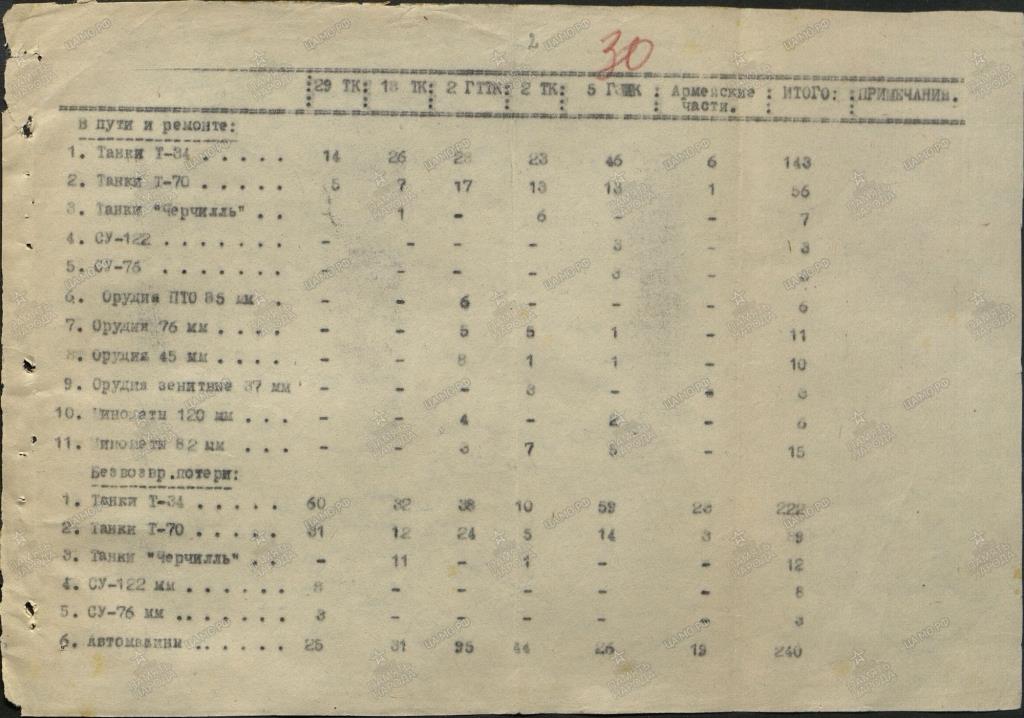 2
30
29 ТК: 18 ТК: 2 ГТТК: 2 ТК: 5 ГЗМК : Армейские части. : ИТОГО: :ПРИМЕЧАНИЯ.
В пути и ремонте:
1. Танки Т-34 . . . . . 14 26 28 23 46 6 143
2. Танки Т-70 . . . . . 5 7 17 13 13 1 56
3. Танки "Черчилль" . . - 1 - 6 - - 7
4. СУ-122 . . . . . . . - - - - 3 - 3
5. СУ-76 . . . . . . . - - - - 3 - 3
6. Орудия ПТО 85 мм . - - 6 - - - 6
7. Орудия 76 мм . . . . - - 5 5 1 - 11
8. Орудия 45 мм . . . . - - 8 1 1 - 10
9. Орудия зенитные 37 мм - - - 3 - - 3
10. Минометы 120 мм . . . - - 4 - 2 - 6
11. Минометы 82 мм . . . - - 3 7 5 - 15
Безвозвр.потери:
1. Танки Т-34 . . . . . 60 32 38 10 59 23 222
2. Танки Т-70 . . . . . 31 12 24 5 14 3 89
3. Танки "Черчилль" . . - 11 - 1 - - 12
4. СУ-122 мм . . . . . . 8 - - - - - 8
5. СУ-76 мм . . . . . . 3 - - - - - 3
6. Автомашины . . . . . . 25 31 95 44 26 19 240